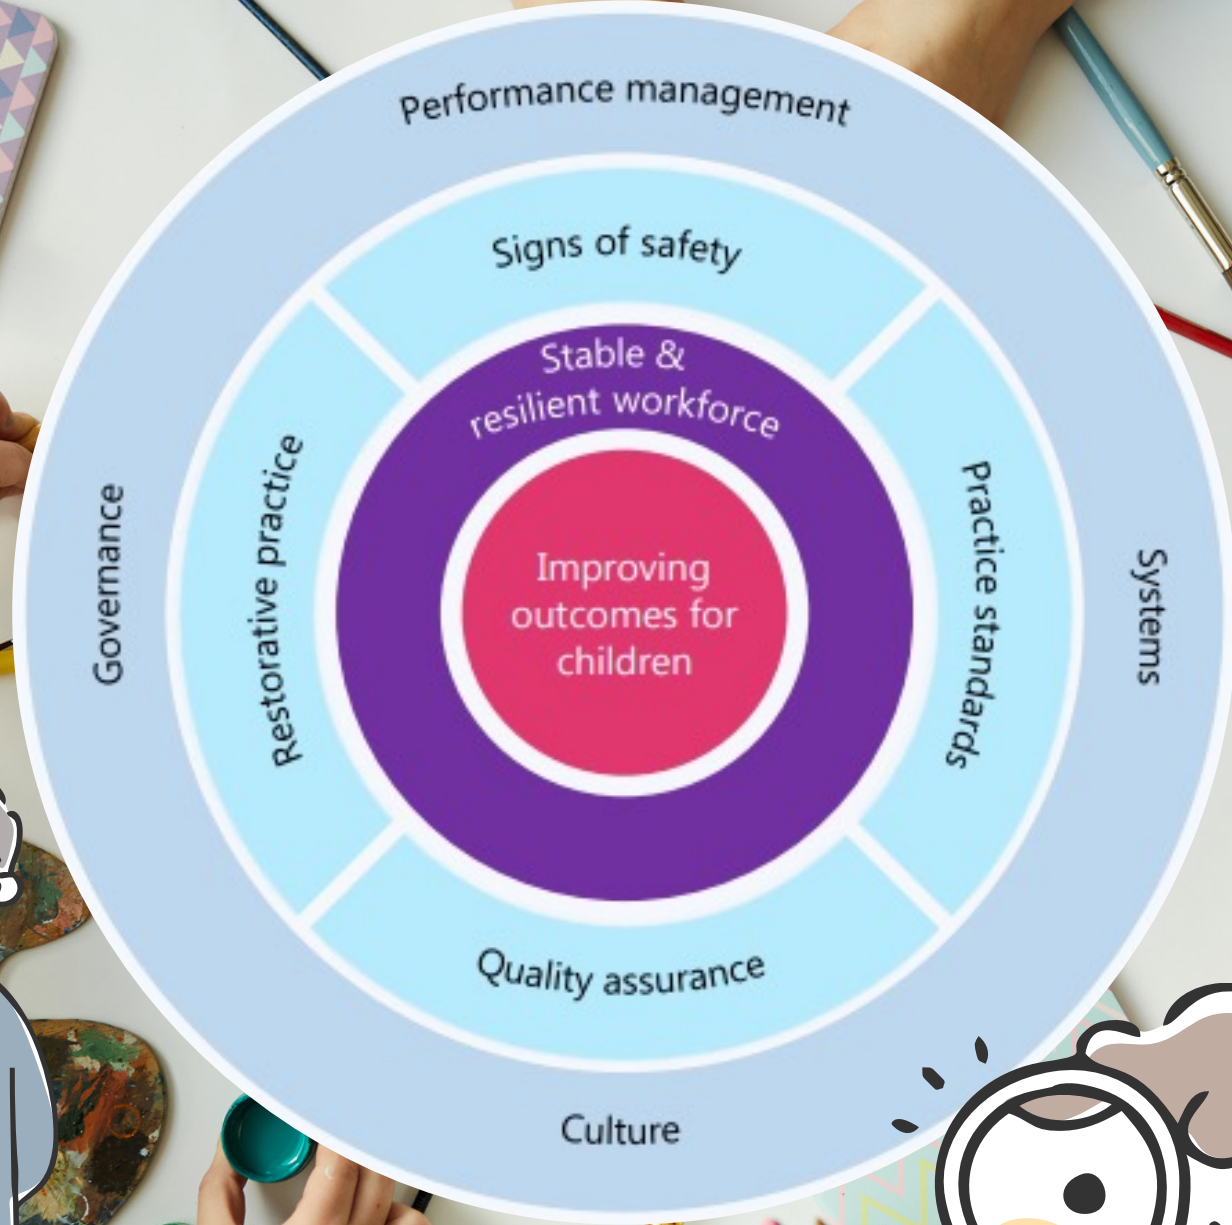 Performance management
Signs of safety
Stable &
resilient workforce
Improving
outcomes for
children
Governance
Restorative practice
Practice standards
Systems
Quality assurance
Culture